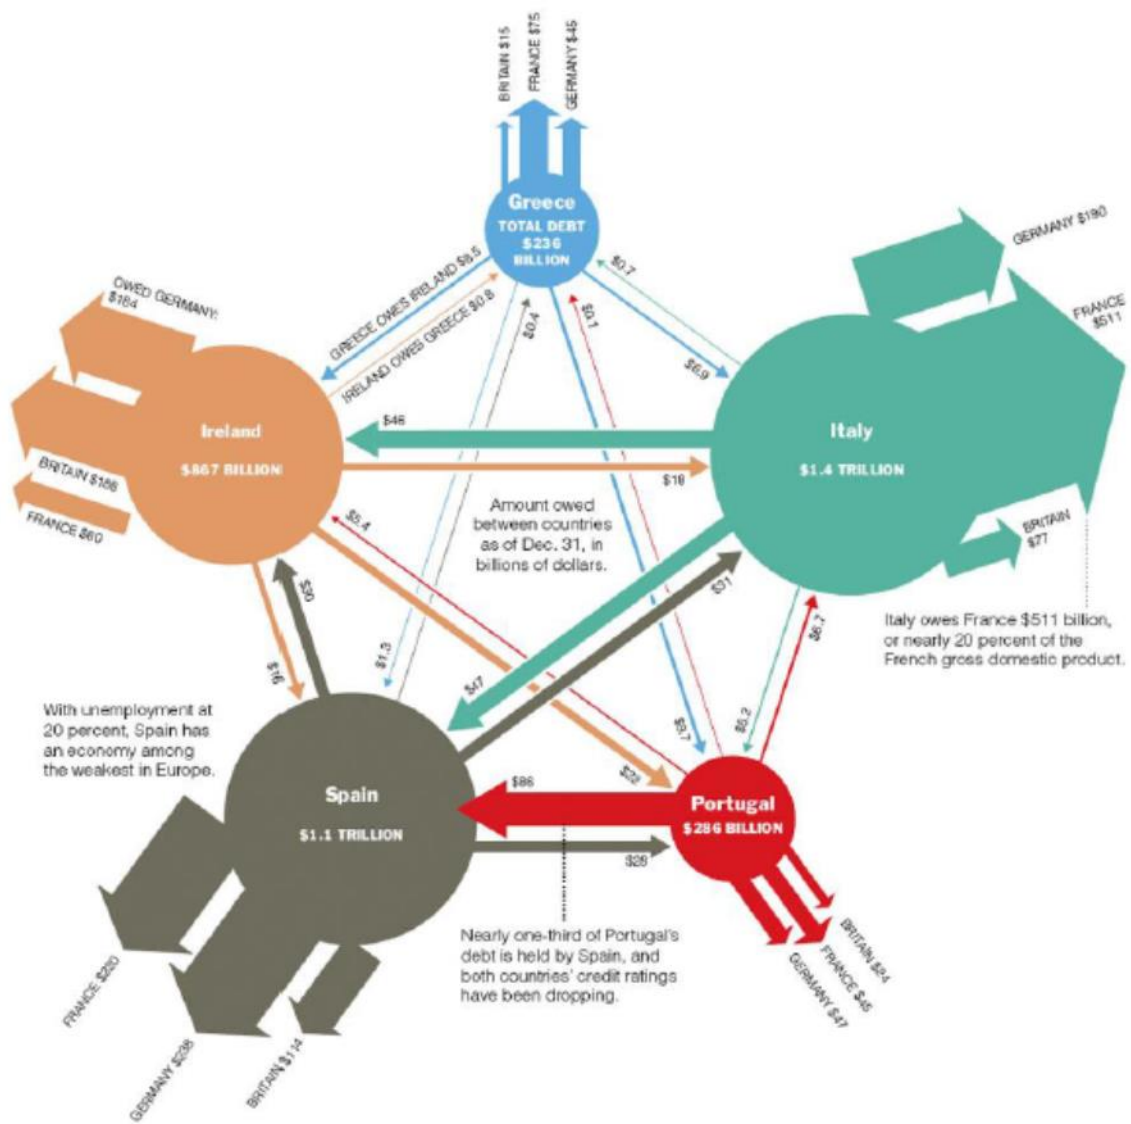 BRITAIN $15
FRANCE $75
GERMANY $45
Greece
TOTAL DEBT
$236
BILLION
GERMANY $190
FRANCE
$511
OWED GERMANY:
$184
GREECE OWES IRELAND $8.5
IRELAND OWES GREECE $0.8
$0.4
$0.1
$0.7
$6.9
Ireland
$867 BILLION
BRITAIN $188
FRANCE $60
$46
$18
Italy
$1.4 TRILLION
BRITAIN
$77
Amount owed
between countries
as of Dec. 31, in
billions of dollars.
$5.4
$30
$16
$1.3
$47
$31
$22
$9.7
$5.2
$6.7
Italy owes France $511 billion,
or nearly 20 percent of the
French gross domestic product.
With unemployment at
20 percent, Spain has
an economy among
the weakest in Europe.
Spain
$1.1 TRILLION
$86
$28
Portugal
$286 BILLION
Nearly one-third of Portugal's
debt is held by Spain, and
both countries' credit ratings
have been dropping.
BRITAIN $24
FRANCE $45
GERMANY $47
FRANCE $220
GERMANY $238
BRITAIN $114